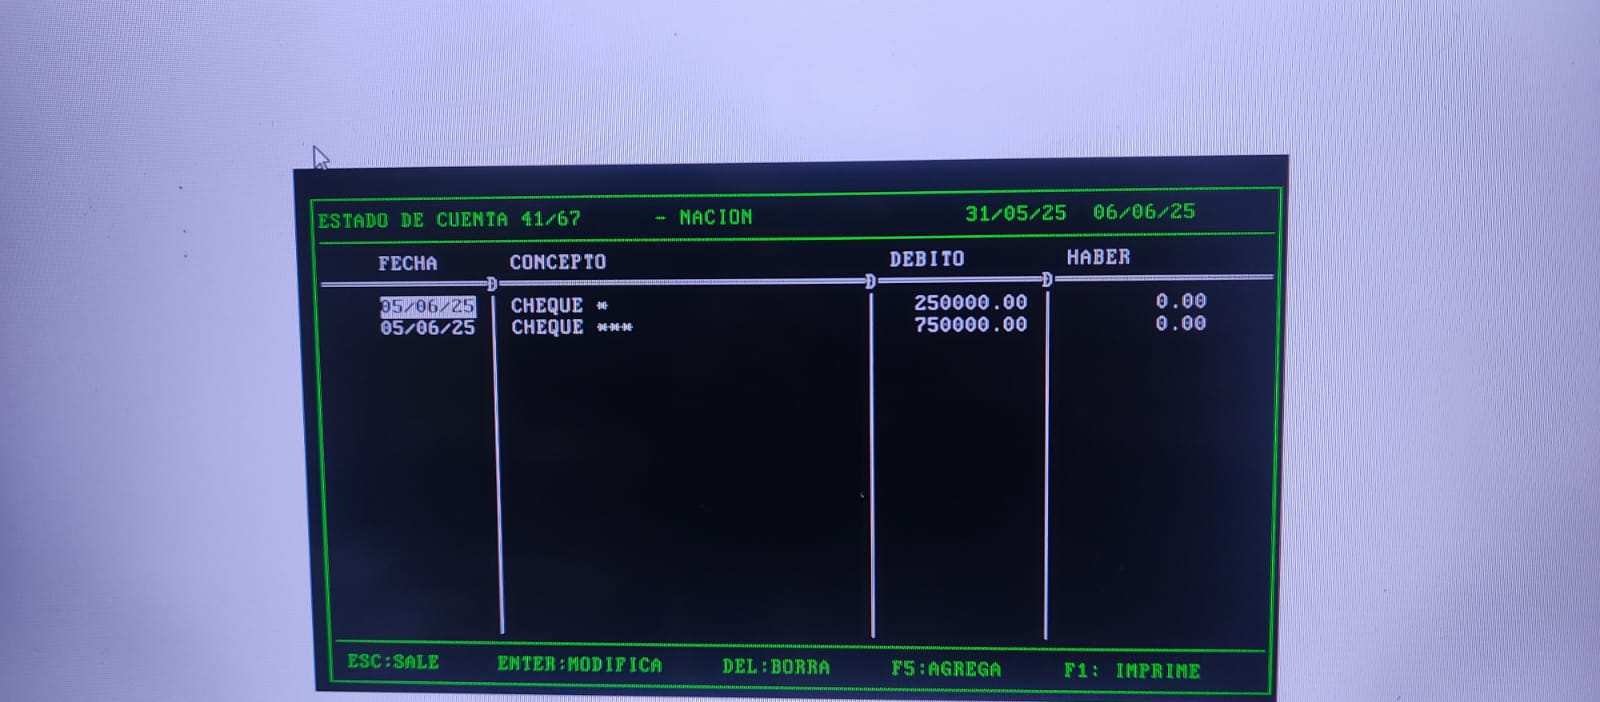 ESTADO DE CUENTA 41/67 - NACION 31/05/25 06/06/25
FECHA CONCEPTO DEBITO HABER
05/06/25 CHEQUE * 250000.00 0.00
05/06/25 CHEQUE *** 750000.00 0.00
ESC:SALE ENTER:MODIFICA DEL:BORRA F5:AGREGA F1: IMPRIME